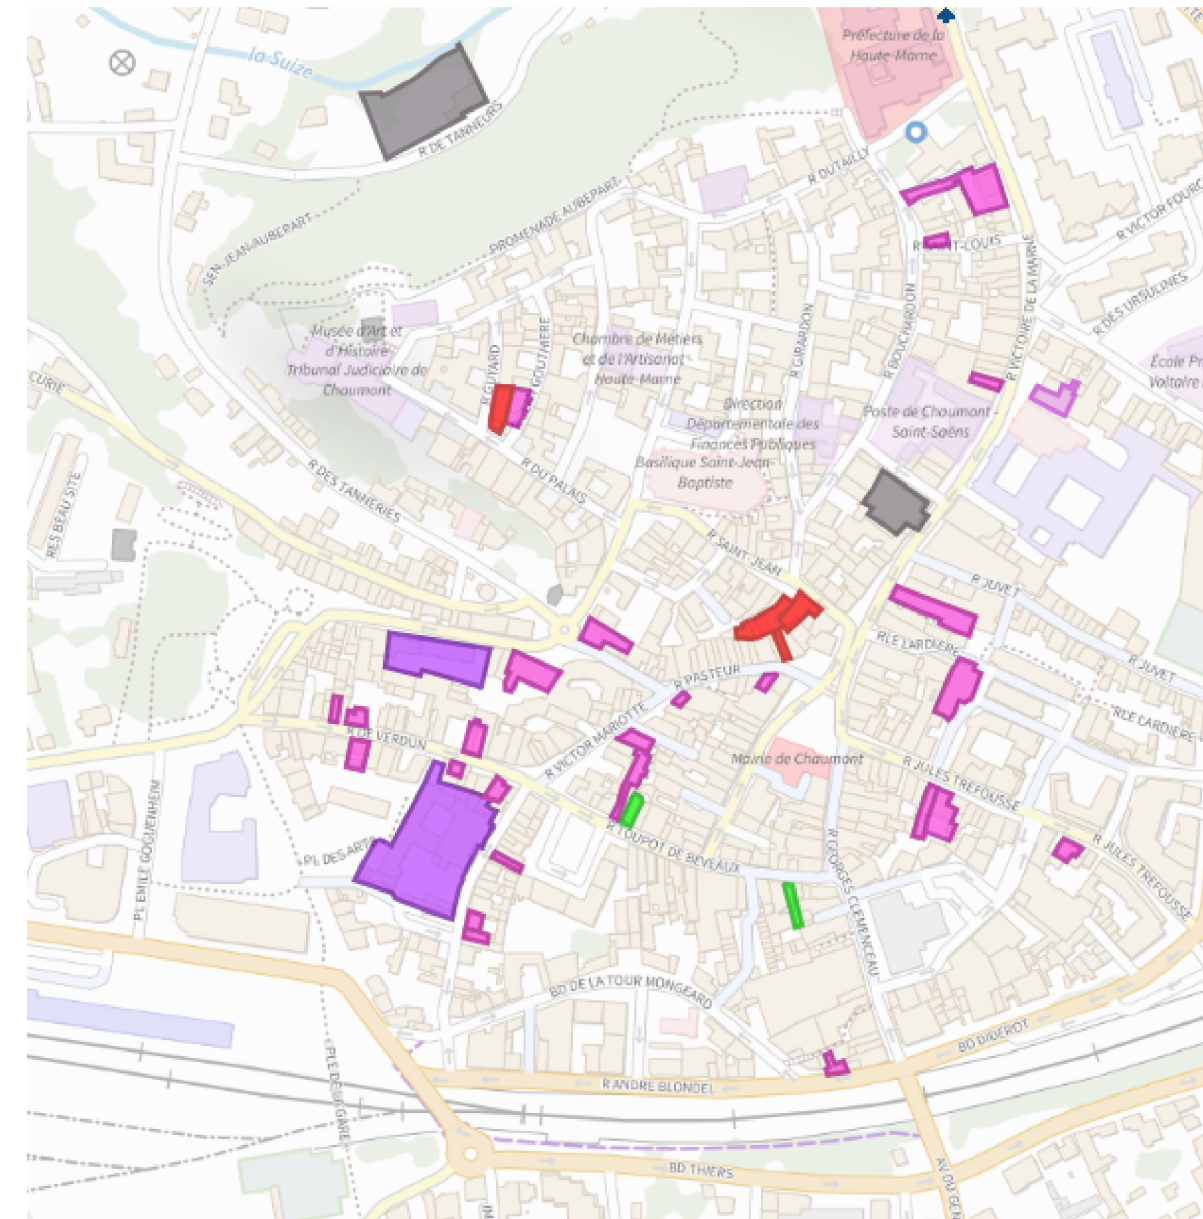 Préfecture de la
Haute-Marne
la Suize
R DE TANNEURS
R DUTAILLY
R VICTOR FOURC
SEN JEAN-AUBEPART
PROMENADE AUBEPART
R VICTOIRE DE LA MARNE
R DES URSULINES
Musée d'Art et
d'Histoire
Tribunal Judiciaire de
Chaumont
R GUYARD
R GOUTHIERE
Chambre de Métiers
et de l'Artisanat
Haute-Marne
R GIRARDON
R BOUCHARDON
École Pri
Voltaire
CURIE
Direction
Départementale des
Finances Publiques
Poste de Chaumont -
Saint-Saëns
Basilique Saint-Jean-
Baptiste
R DU PALAIS
R DES TANNERIES
RES BEAU SITE
R SAINT-JEAN
R JUVET
R JUVET
RLE LARDIERE
RLE LARDIERE
R PASTEUR
R VICTOR MARIOTTE
R DE VERDUN
Mairie de Chaumont
R JULES TREFOUSSE
R JULES TREFOUSSE
R TOUPOT DE BEVEAUX
PL DES ARTS
PL EMILE GOGUENHEIM
R GEORGES CLEMENCEAU
BD DE LA TOUR MONGEARD
BD DIDEROT
R ANDRE BLONDEL
PLE DE LA GARE
BD THIERS
AV DU GEN